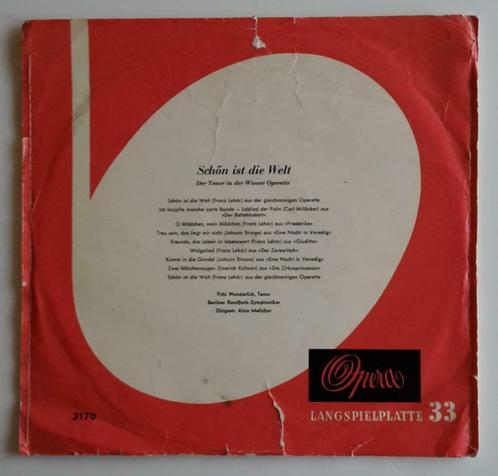 Schön ist die Welt
Der Tenor in der Wiener Operette
Schön ist die Welt (Franz Lehár) aus der gleichnamigen Operette
Ich knüpfte manche zarte Bande – Loblied der Polin (Carl Millöcker) aus
»Der Bettelstudent«
O Mädchen, mein Mädchen (Franz Lehár) aus »Friederike«
Treu sein, das liegt mir nicht (Johann Strauss) aus »Eine Nacht in Venedig«
Freunde, das Leben ist lebenswert (Franz Lehár) aus »Giuditta«
Wolgalied (Franz Lehár) aus »Der Zarewitsch«
Komm in die Gondel (Johann Strauss) aus »Eine Nacht in Venedig«
Zwei Märchenaugen (Emerich Kálmán) aus »Die Zirkusprinzessin«
Schön ist die Welt (Franz Lehár) aus der gleichnamigen Operette
Fritz Wunderlich, Tenor
Berliner Rundfunk-Symphoniker
Dirigent: Alois Melichar
Opera
LANGSPIELPLATTE 33
3170